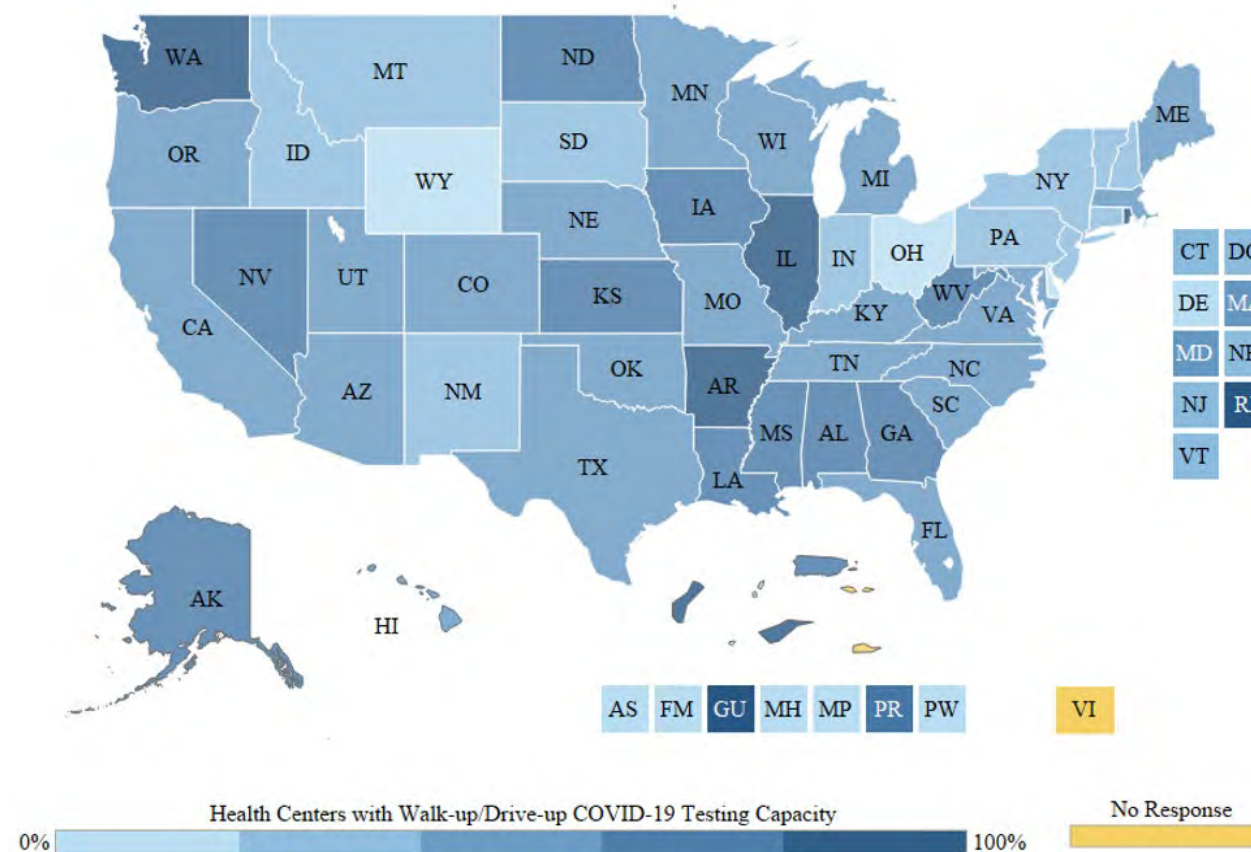 WA
MT
ND
MN
ME
OR
ID
SD
WI
MI
NY
WY
NE
IA
PA
NV
UT
CO
IL
IN
OH
KS
MO
WV
KY
VA
CA
TN
NC
AZ
NM
OK
AR
SC
MS
AL
GA
TX
LA
FL
AK
HI
CT
DE
MD
NJ
VT
AS FM GU MH MP PR PW
VI
Health Centers with Walk-up/Drive-up COVID-19 Testing Capacity
0%
100%
No Response